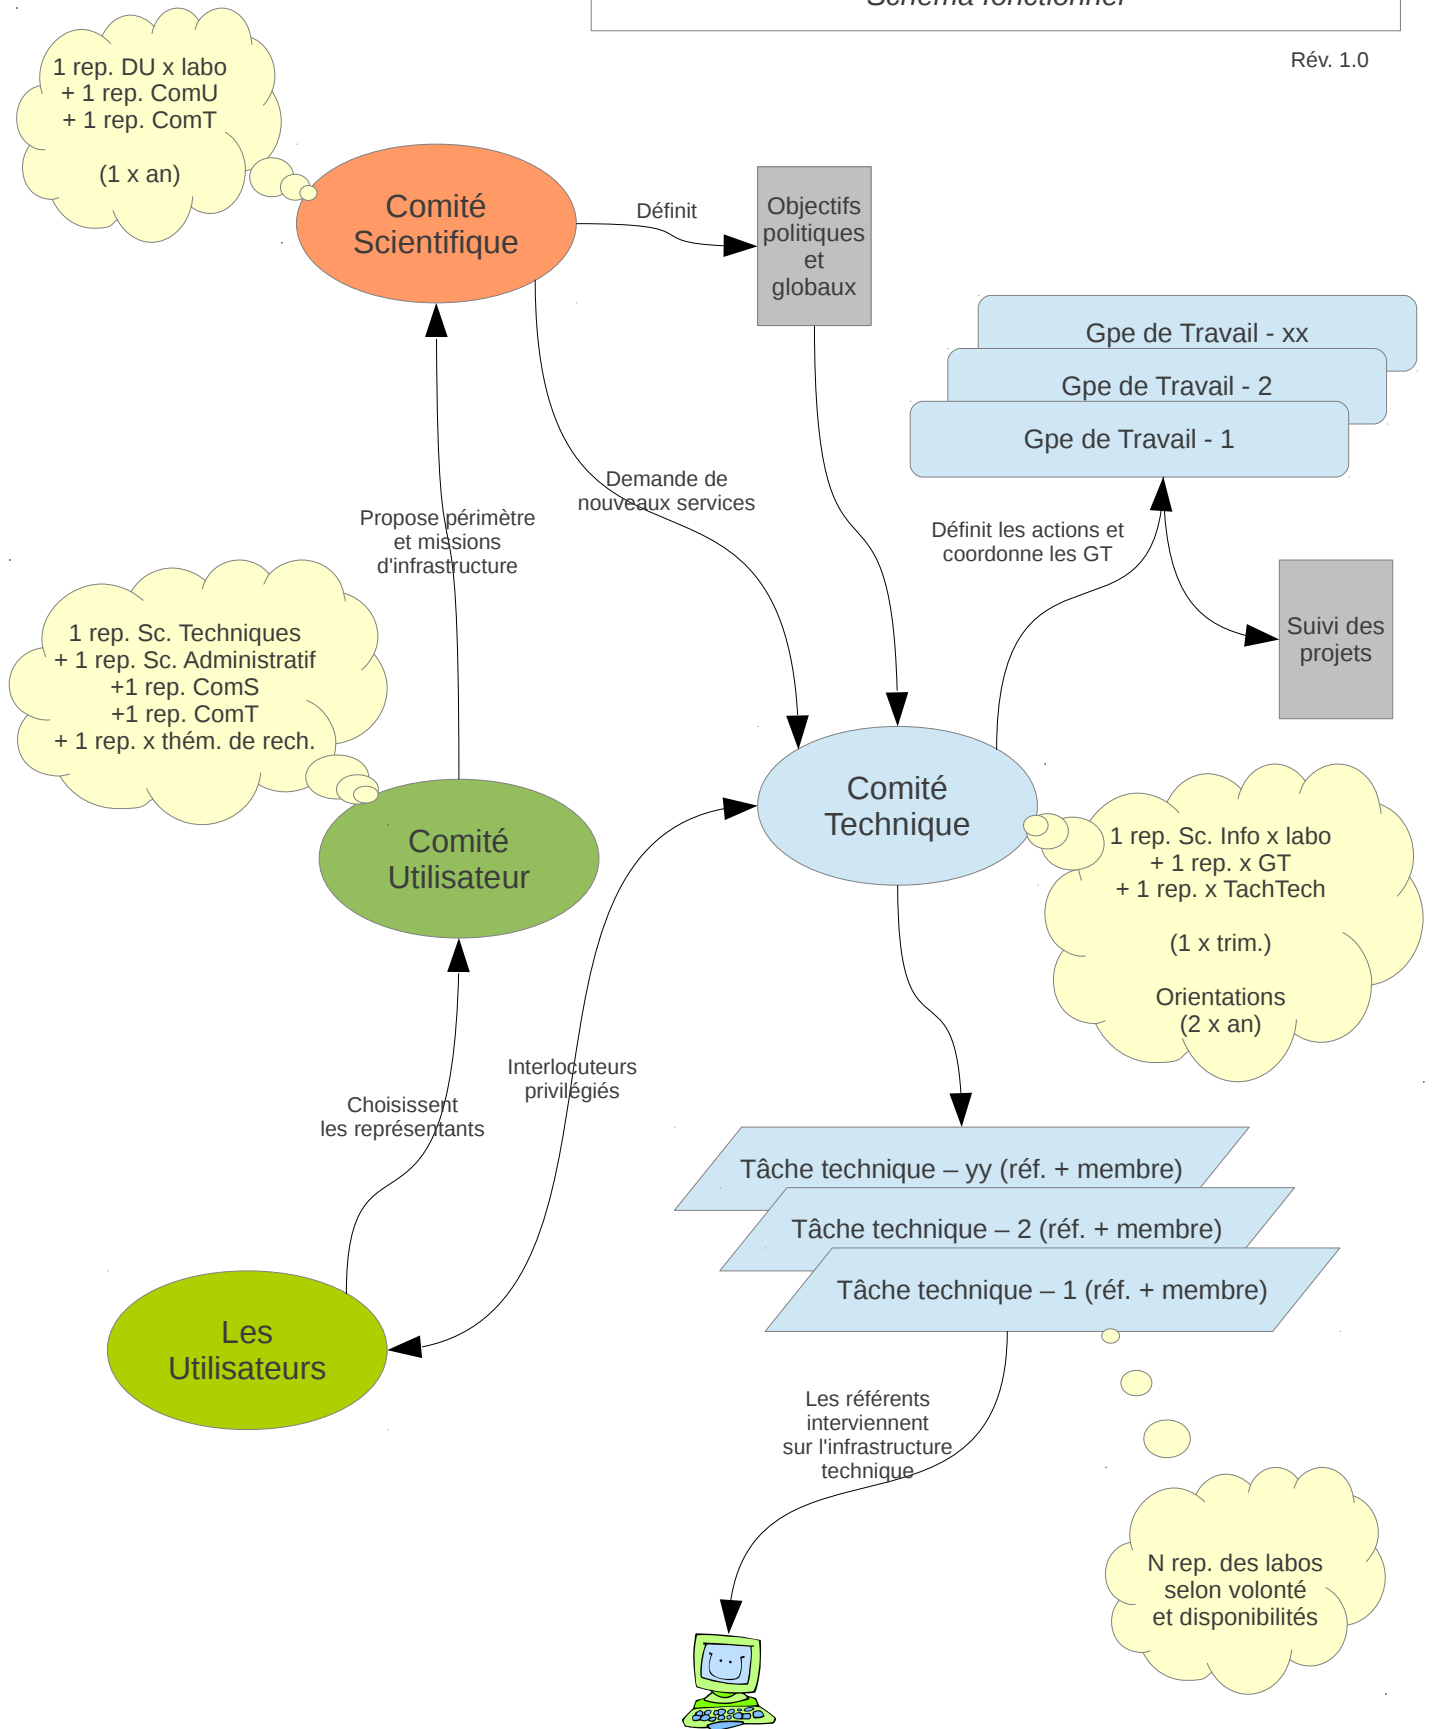 Schéma fonctionnel
Rév. 1.0
1 rep. DU x labo
+ 1 rep. ComU
+ 1 rep. ComT
(1 x an)
Comité
Scientifique
Définit
Objectifs
politiques
et
globaux
Gpe de Travail - xx
Gpe de Travail - 2
Gpe de Travail - 1
Demande de
nouveaux services
Propose périmètre
et missions
d'infrastructure
Définit les actions et
coordonne les GT
Suivi des
projets
1 rep. Sc. Techniques
+ 1 rep. Sc. Administratif
+1 rep. ComS
+1 rep. ComT
+ 1 rep. x thém. de rech.
Comité
Utilisateur
Comité
Technique
1 rep. Sc. Info x labo
+ 1 rep. x GT
+ 1 rep. x TachTech
(1 x trim.)
Orientations
(2 x an)
Interlocuteurs
privilégiés
Choisissent
les représentants
Tâche technique – yy (réf. + membre)
Tâche technique – 2 (réf. + membre)
Tâche technique – 1 (réf. + membre)
Les
Utilisateurs
Les référents
interviennent
sur l'infrastructure
technique
N rep. des labos
selon volonté
et disponibilités